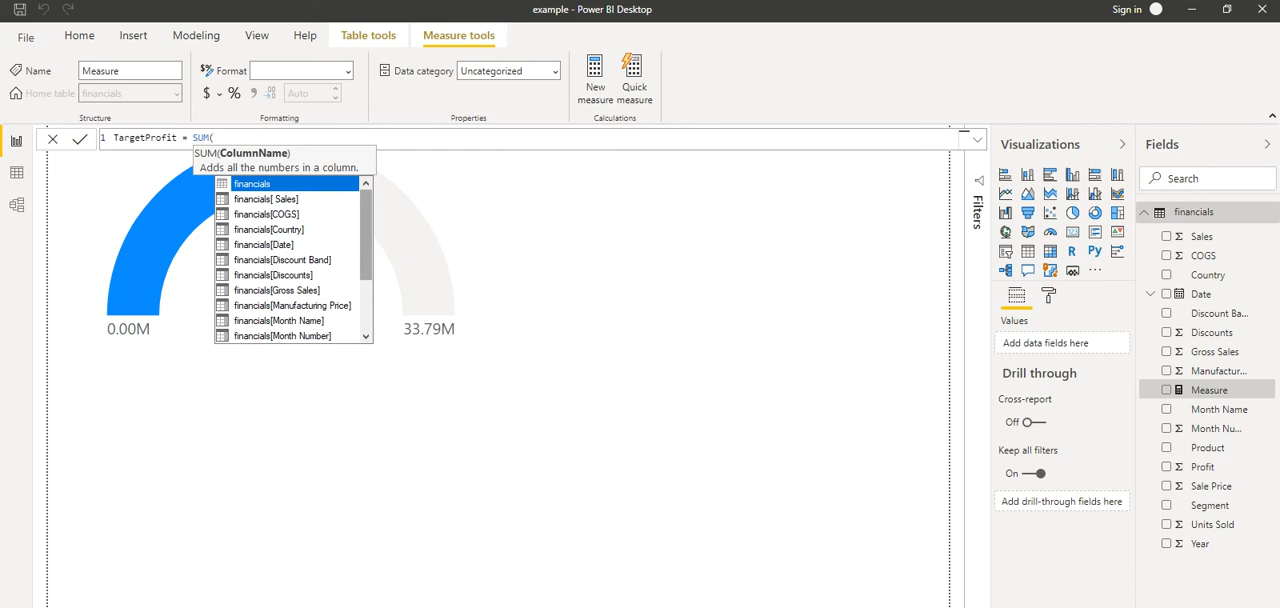 example - Power BI Desktop
Sign in
File Home Insert Modeling View Help Table tools Measure tools
Name Measure
Home table financials
Structure
$% Format
$ % 9 .00 Auto
Formatting
Data category Uncategorized
Properties
New measure
Quick measure
Calculations
1 TargetProfit = SUM(
SUM(ColumnName)
Adds all the numbers in a column.
financials
financials[ Sales]
financials[COGS]
financials[Country]
financials[Date]
financials[Discount Band]
financials[Discounts]
financials[Gross Sales]
financials[Manufacturing Price]
financials[Month Name]
financials[Month Number]
0.00M
33.79M
Filters
Visualizations
R Py
Values
Add data fields here
Drill through
Cross-report
Off
Keep all filters
On
Add drill-through fields here
Fields
Search
financials
Σ Sales
Σ COGS
Country
Date
Discount Ba...
Σ Discounts
Σ Gross Sales
Σ Manufactur...
Measure
Month Name
Σ Month Nu...
Product
Σ Profit
Σ Sale Price
Segment
Σ Units Sold
Σ Year